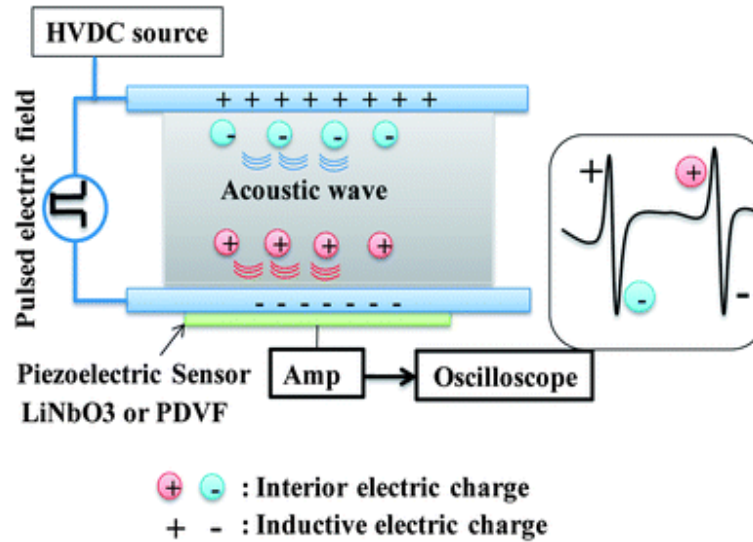 HVDC source
Pulsed electric field
+ + + + + + + +
- - - -
Acoustic wave
+ + + +
- - - - - - -
+ +
- -
Piezoelectric Sensor
LiNbO3 or PDVF
Amp
Oscilloscope
+ - : Interior electric charge
+ - : Inductive electric charge